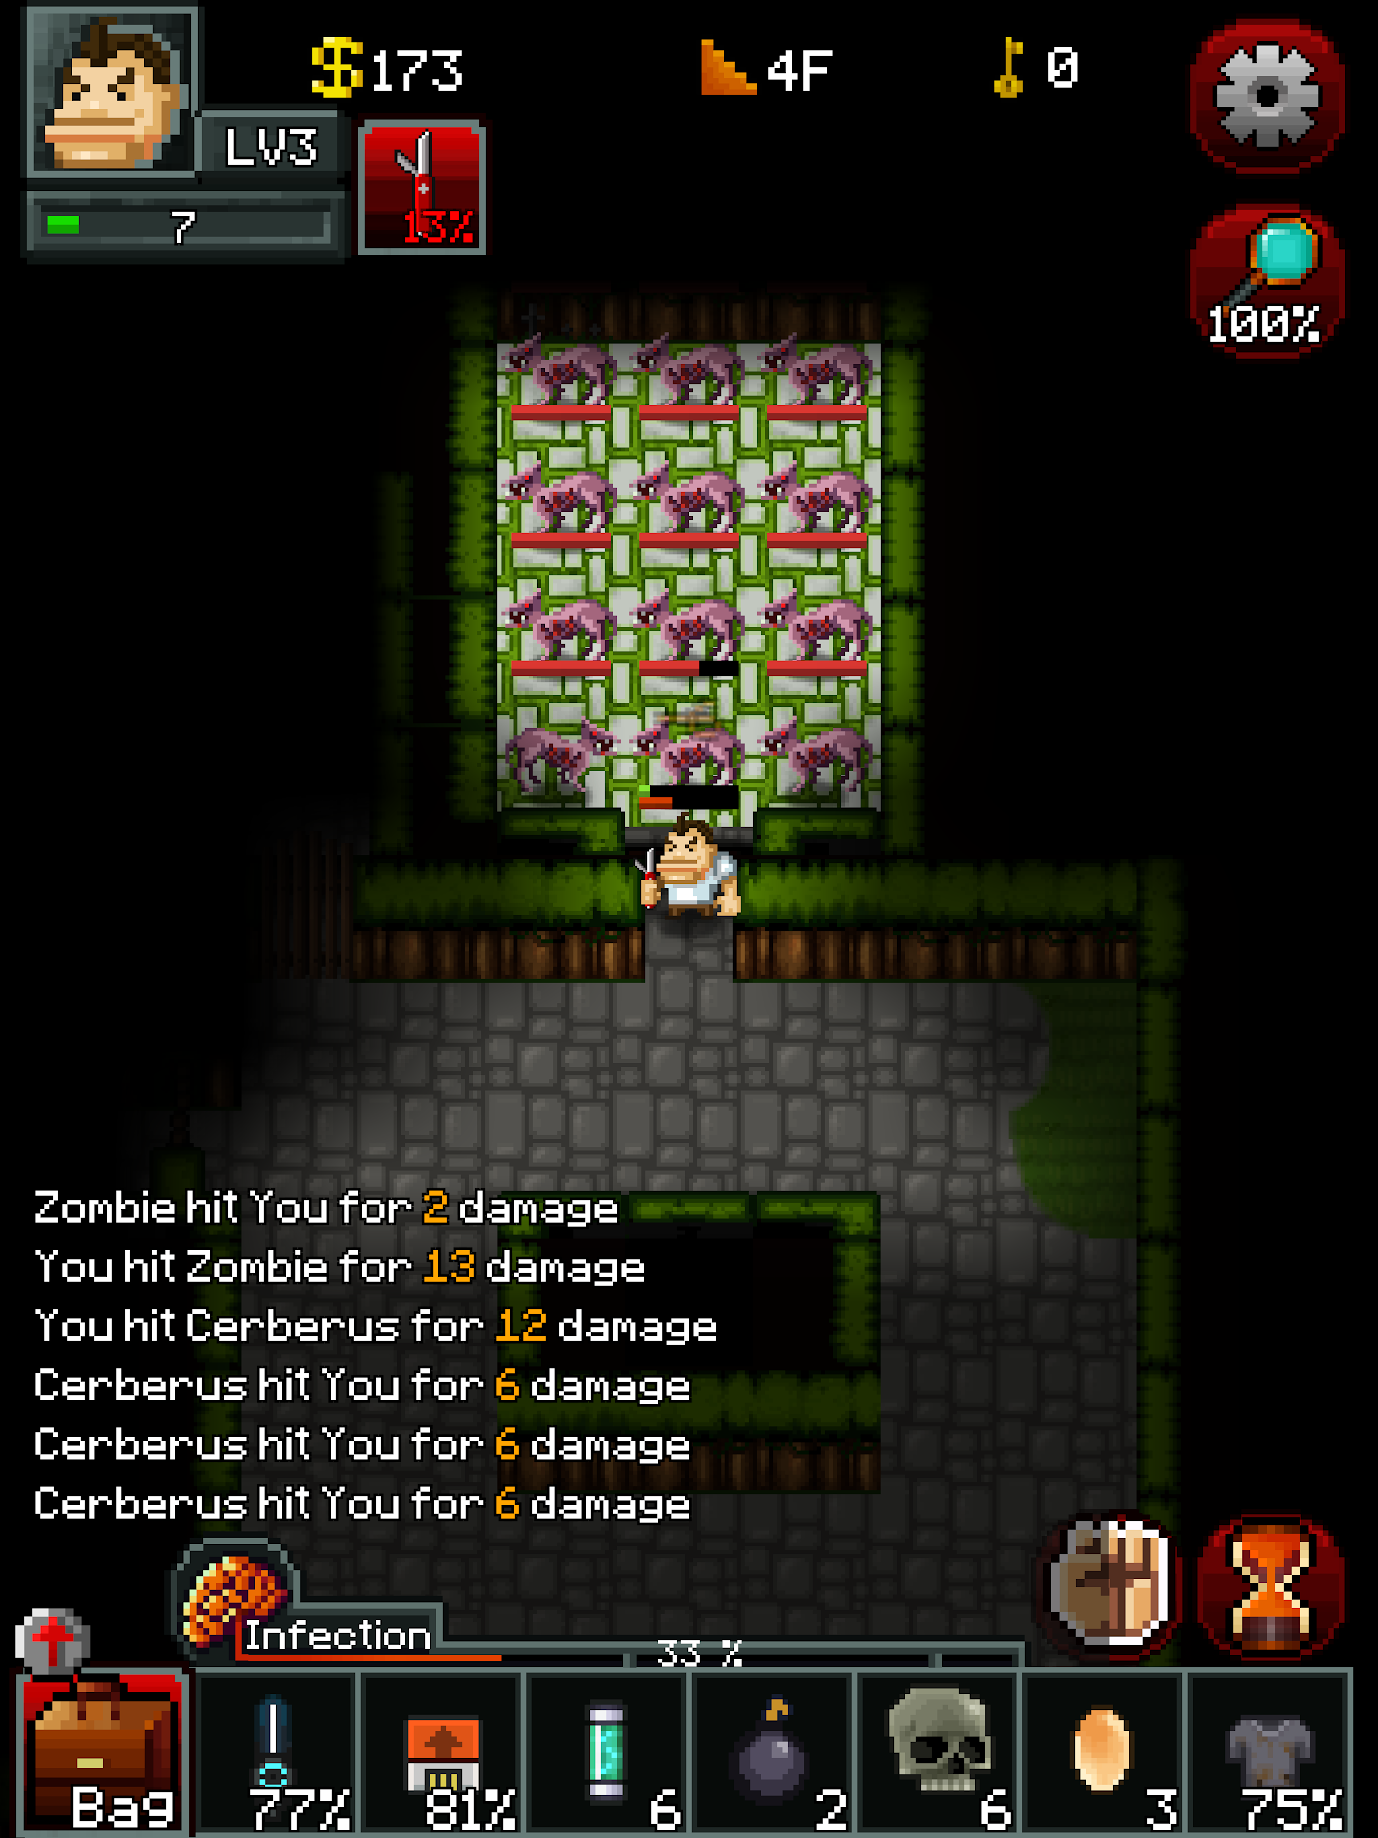 $173
4F
0
LV3
13%
7
100%
Zombie hit You for 2 damage
You hit Zombie for 13 damage
You hit Cerberus for 12 damage
Cerberus hit You for 6 damage
Cerberus hit You for 6 damage
Cerberus hit You for 6 damage
Infection
33 %
Bag
77%
81%
6
2
6
3
75%